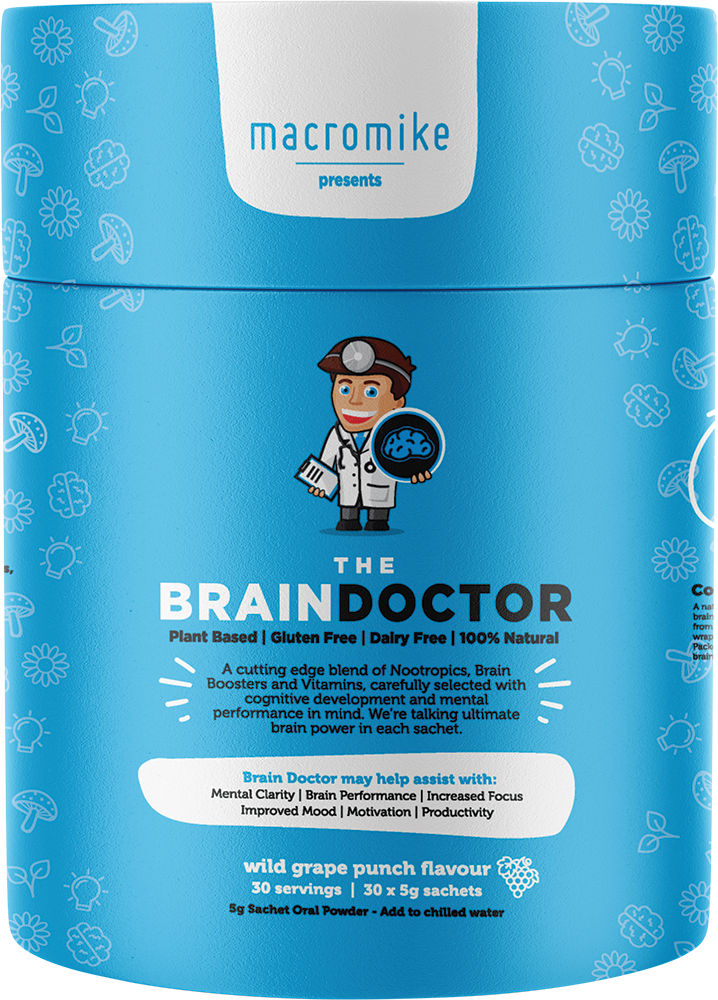 macromike
presents
THE
BRAINDOCTOR
Plant Based | Gluten Free | Dairy Free | 100% Natural
A cutting edge blend of Nootropics, Brain
Boosters and Vitamins, carefully selected with
cognitive development and mental
performance in mind. We're talking ultimate
brain power in each sachet.
Brain Doctor may help assist with:
Mental Clarity | Brain Performance | Increased Focus
Improved Mood | Motivation | Productivity
wild grape punch flavour
30 servings | 30 x 5g sachets
5g Sachet Oral Powder - Add to chilled water